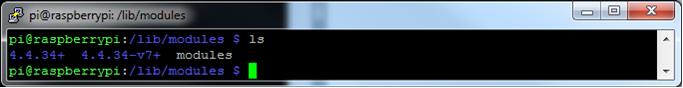 pi@raspberrypi: /lib/modules
pi@raspberrypi:/lib/modules $ ls
4.4.34+  4.4.34-v7+  modules
pi@raspberrypi:/lib/modules $